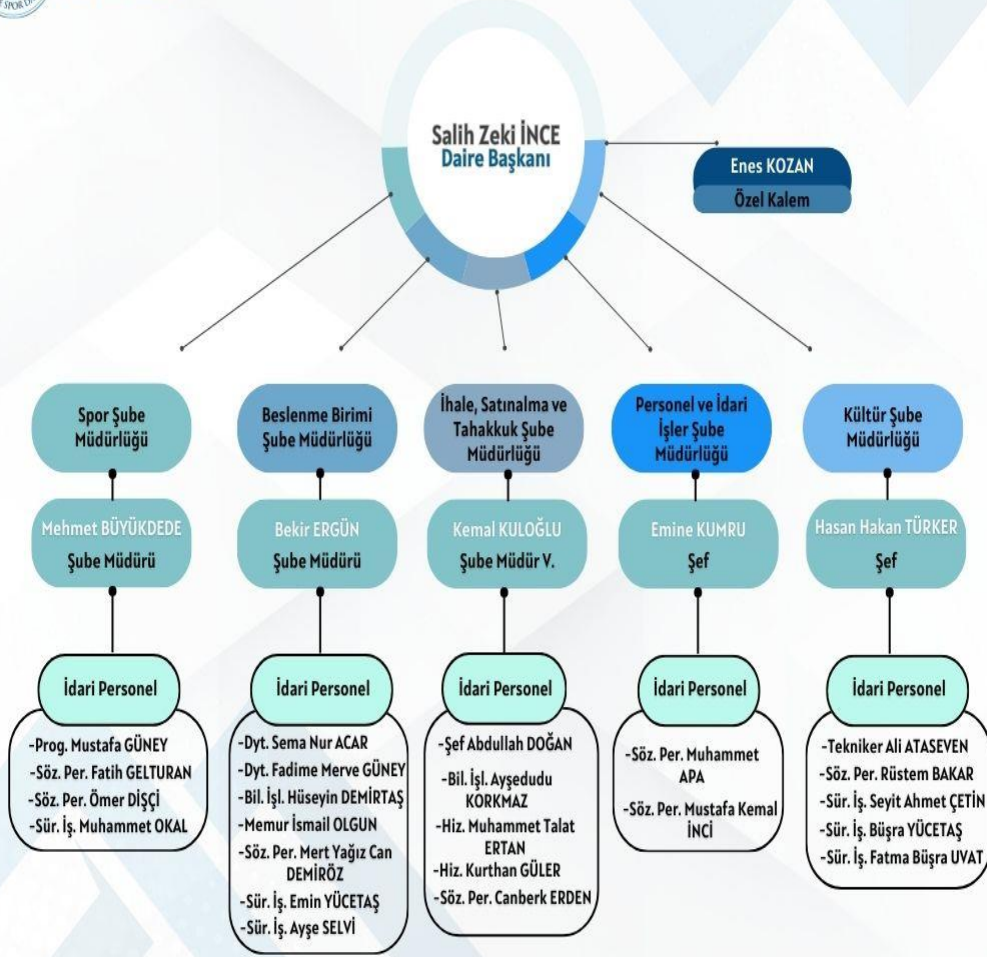 SPOR
Salih Zeki İNCE
Daire Başkanı
Enes KOZAN
Özel Kalem
Spor Şube
Müdürlüğü
Mehmet BÜYÜKDEDE
Şube Müdürü
İdari Personel
-Prog. Mustafa GÜNEY
-Söz. Per. Fatih GELTURAN
-Söz. Per. Ömer DİŞÇİ
-Sür. İş. Muhammet OKAL
Beslenme Birimi
Şube Müdürlüğü
Bekir ERGÜN
Şube Müdürü
İdari Personel
-Dyt. Sema Nur ACAR
-Dyt. Fadime Merve GÜNEY
-Bil. İşl. Hüseyin DEMİRTAŞ
-Memur İsmail OLGUN
-Söz. Per. Mert Yağız Can
DEMİRÖZ
-Sür. İş. Emin YÜCETAŞ
-Sür. İş. Ayşe SELVİ
İhale, Satınalma ve
Tahakkuk Şube
Müdürlüğü
Kemal KULOĞLU
Şube Müdür V.
İdari Personel
-Şef Abdullah DOĞAN
-Bil. İşl. Ayşedudu
KORKMAZ
-Hiz. Muhammet Talat
ERTAN
-Hiz. Kurthan GÜLER
-Söz. Per. Canberk ERDEN
Personel ve İdari
İşler Şube
Müdürlüğü
Emine KUMRU
Şef
İdari Personel
-Söz. Per. Muhammet
APA
-Söz. Per. Mustafa Kemal
İNCİ
Kültür Şube
Müdürlüğü
Hasan Hakan TÜRKER
Şef
İdari Personel
-Tekniker Ali ATASEVEN
-Söz. Per. Rüstem BAKAR
-Sür. İş. Seyit Ahmet ÇETİN
-Sür. İş. Büşra YÜCETAŞ
-Sür. İş. Fatma Büşra UVAT